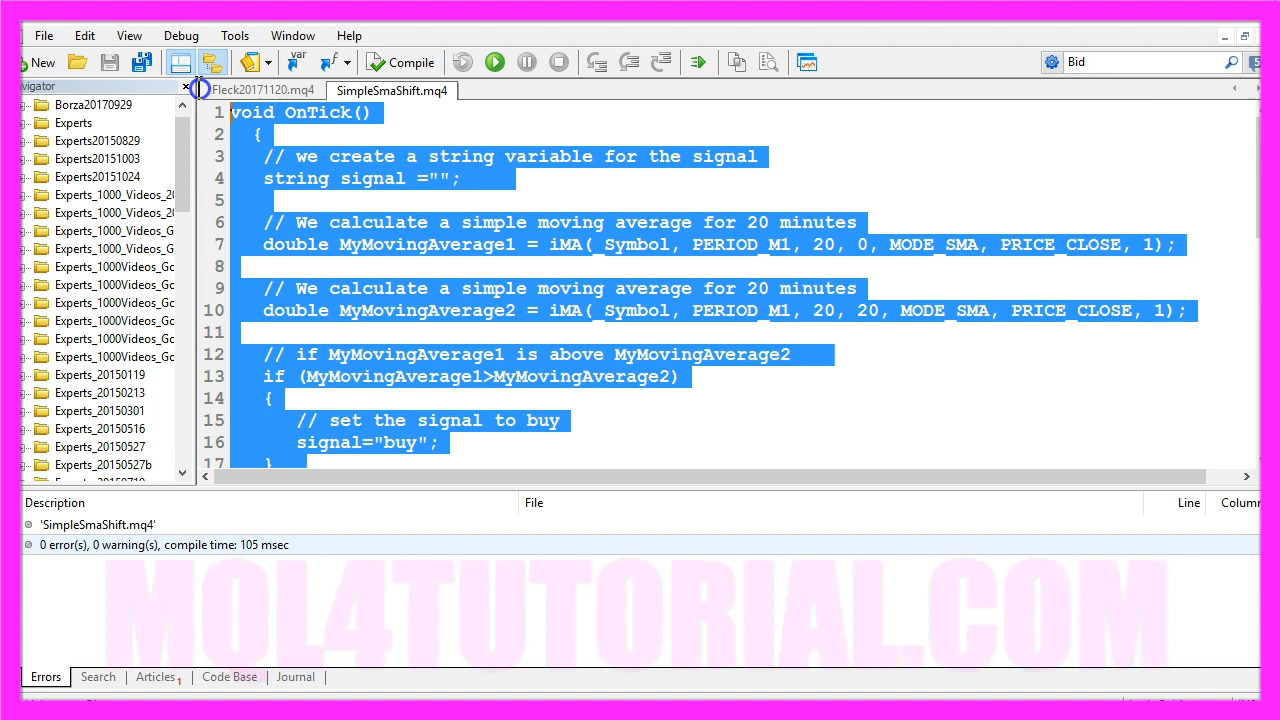 File Edit View Debug Tools Window Help
New var Compile Bid 5
vigator × Fleck20171120.mq4 SimpleSmaShift.mq4
Borza20170929
Experts
Experts20150829
Experts20151003
Experts20151024
Experts_1000_Videos_2
Experts_1000_Videos_2
Experts_1000_Videos_G
Experts_1000_Videos_G
Experts_1000Videos_Gc
Experts_1000Videos_Gc
Experts_1000Videos_Gc
Experts_1000Videos_Gc
Experts_1000Videos_Gc
Experts_1000Videos_Gc
Experts_20150119
Experts_20150213
Experts_20150301
Experts_20150516
Experts_20150527
Experts_20150527b
1 void OnTick()
2 {
3 // we create a string variable for the signal
4 string signal ="";
5
6 // We calculate a simple moving average for 20 minutes
7 double MyMovingAverage1 = iMA(_Symbol, PERIOD_M1, 20, 0, MODE_SMA, PRICE_CLOSE, 1);
8
9 // We calculate a simple moving average for 20 minutes
10 double MyMovingAverage2 = iMA(_Symbol, PERIOD_M1, 20, 20, MODE_SMA, PRICE_CLOSE, 1);
11
12 // if MyMovingAverage1 is above MyMovingAverage2
13 if (MyMovingAverage1>MyMovingAverage2)
14 {
15 // set the signal to buy
16 signal="buy";
17 }
Description File Line Column
'SimpleSmaShift.mq4'
0 error(s), 0 warning(s), compile time: 105 msec
MQL4TUTORIAL.COM
Errors Search Articles 1 Code Base Journal